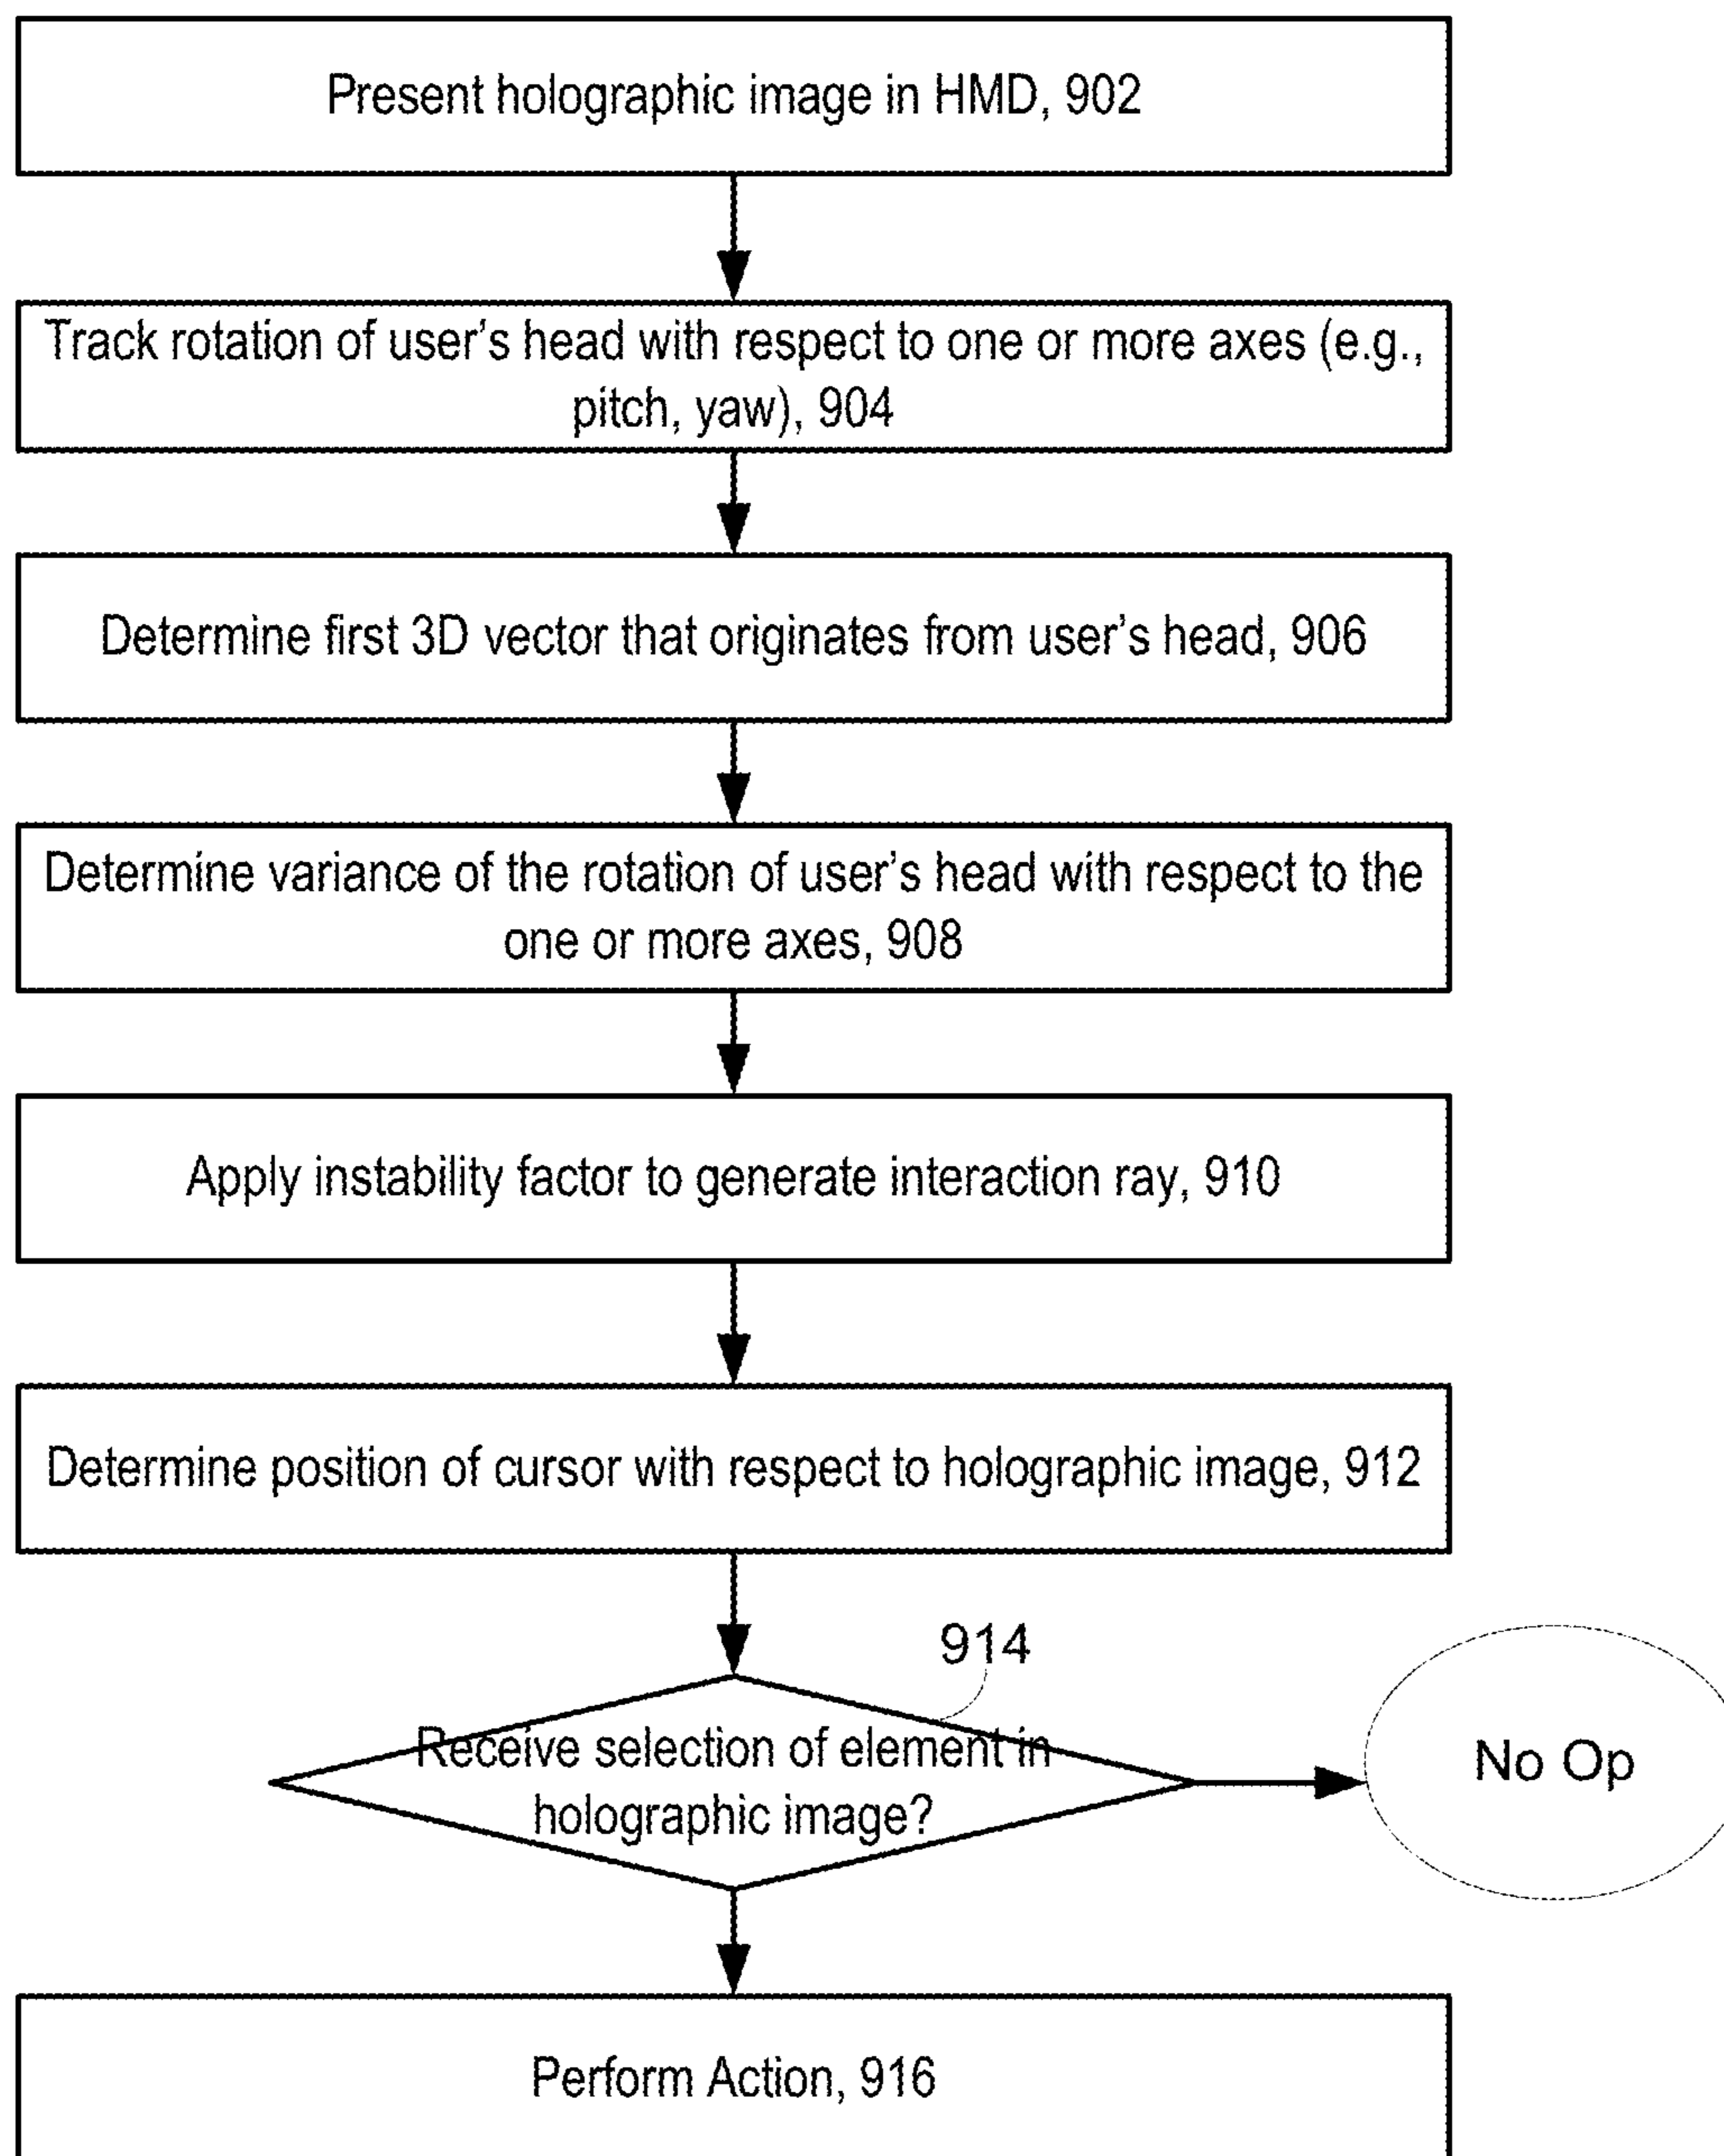 Present holographic image in HMD, 902
Track rotation of user's head with respect to one or more axes (e.g.,
pitch, yaw), 904
Determine first 3D vector that originates from user's head, 906
Determine variance of the rotation of user's head with respect to the
one or more axes, 908
Apply instability factor to generate interaction ray, 910
Determine position of cursor with respect to holographic image, 912
914
Receive selection of element in
holographic image?
No Op
Perform Action, 916